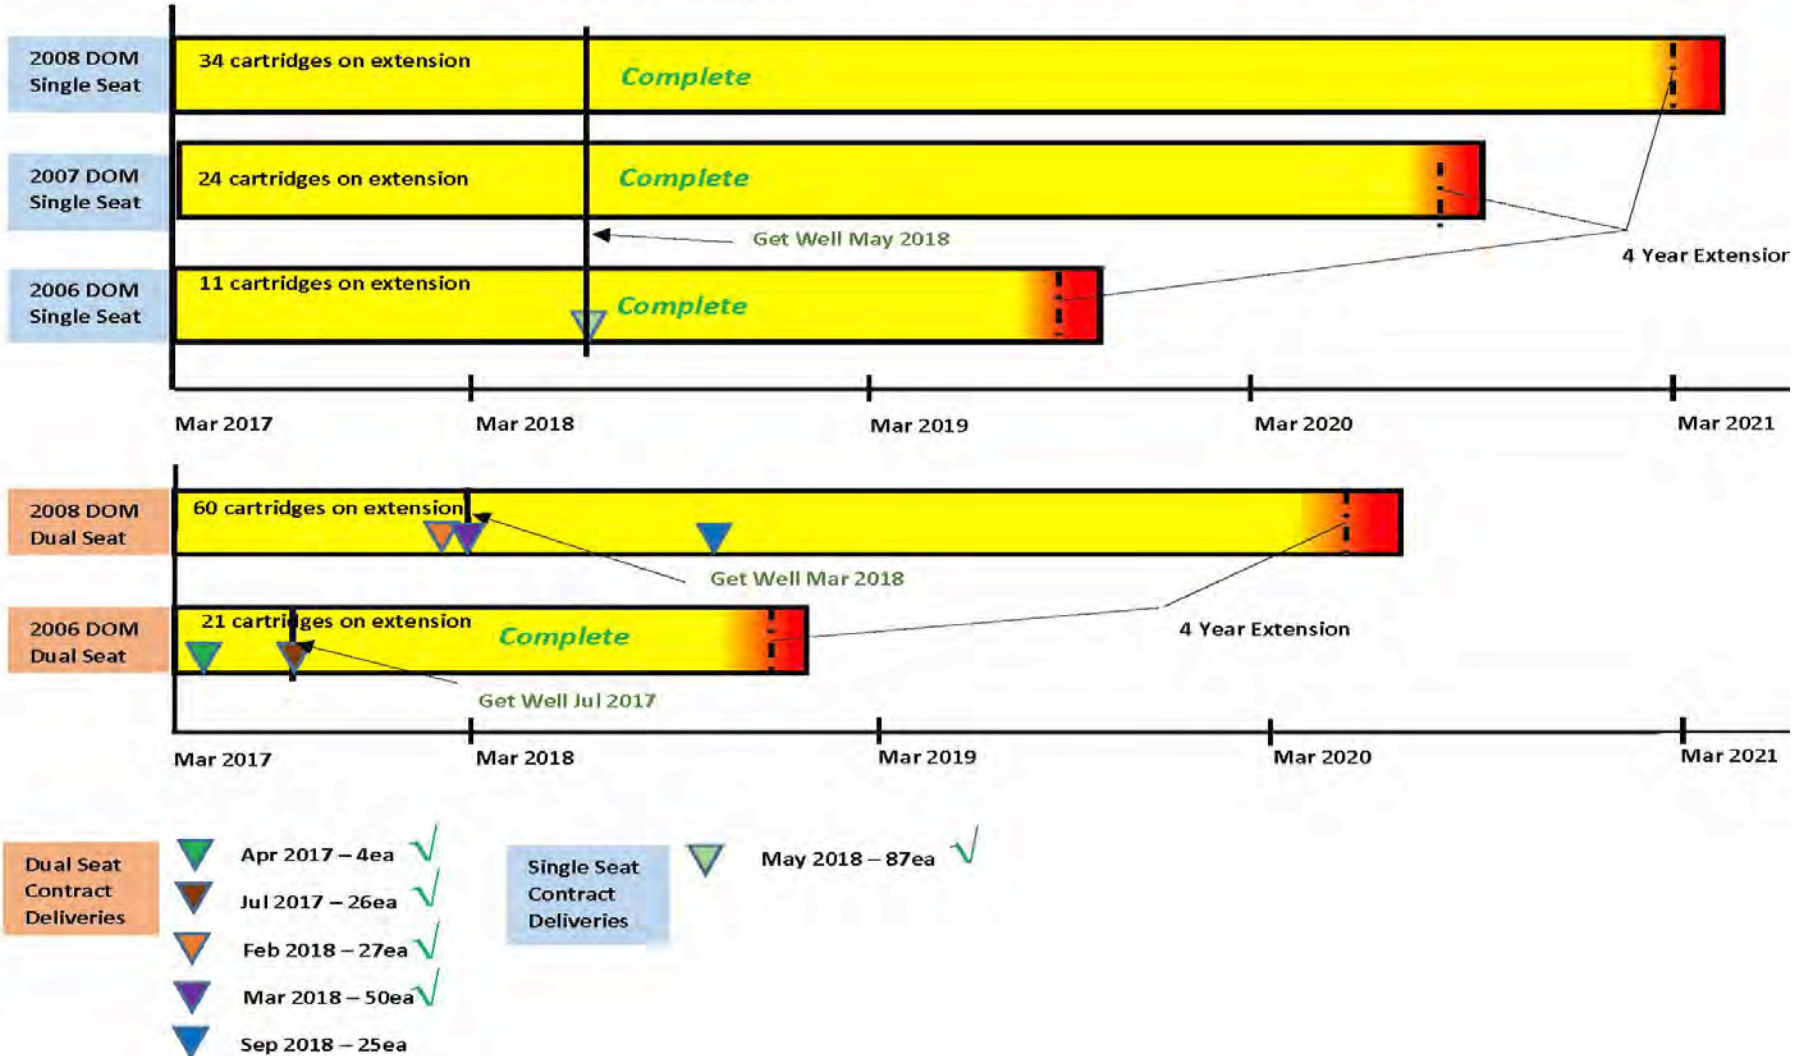 2008 DOM
Single Seat
34 cartridges on extension
Complete
2007 DOM
Single Seat
24 cartridges on extension
Complete
Get Well May 2018
4 Year Extension
2006 DOM
Single Seat
11 cartridges on extension
Complete
Mar 2017
Mar 2018
Mar 2019
Mar 2020
Mar 2021
2008 DOM
Dual Seat
60 cartridges on extension
Get Well Mar 2018
2006 DOM
Dual Seat
21 cartridges on extension
Complete
4 Year Extension
Get Well Jul 2017
Mar 2017
Mar 2018
Mar 2019
Mar 2020
Mar 2021
Dual Seat
Contract
Deliveries
Apr 2017 – 4ea √
Jul 2017 – 26ea √
Feb 2018 – 27ea √
Mar 2018 – 50ea √
Sep 2018 – 25ea
Single Seat
Contract
Deliveries
May 2018 – 87ea √